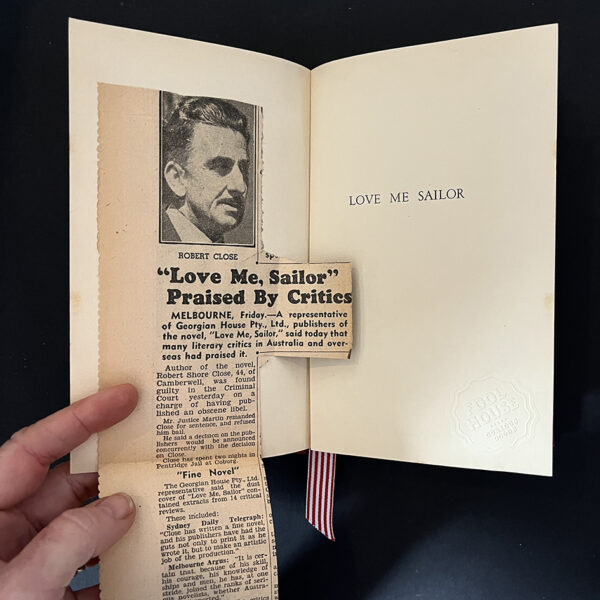 ROBERT CLOSE
"Love Me, Sailor"
Praised By Critics
MELBOURNE, Friday.—A representative
of Georgian House Pty., Ltd., publishers of
the novel, "Love Me, Sailor," said today that
many literary critics in Australia and over-
seas had praised it.
Author of the novel,
Robert Shore Close, 44, of
Camberwell, was found
guilty in the Criminal
Court yesterday on a
charge of having pub-
lished an obscene libel.
Mr. Justice Martin remanded
Close for sentence, and refused
him bail.
He said a decision on the pub-
lishers would be announced
concurrently with the decision
on Close.
Close has spent two nights in
Pentridge Jail at Coburg.
"Fine Novel"
The Georgian House Pty., Ltd.
representative said the dust
cover of "Love Me, Sailor" con-
tained extracts from 14 critical
reviews.
These included:
Sydney Daily Telegraph:
"Close has written a fine novel,
and his publishers have had the
guts not only to print it as he
wrote it, but to make an artistic
job of the production."
Melbourne Argus: "It is cer-
tain that because of his skill,
his courage, his knowledge of
ships and men, he has, at one
stride, joined the ranks of seri-
ous novelists, whether Austra-
LOVE ME SAILOR
FOOL
HOUSE